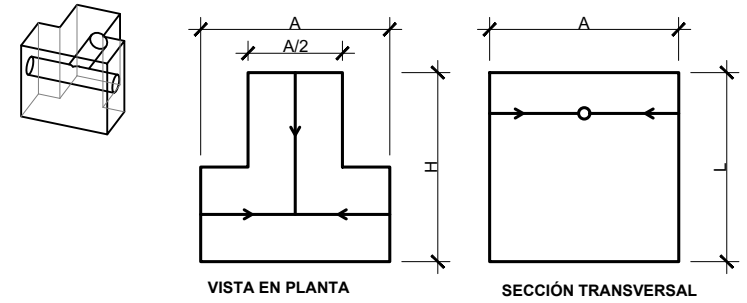 A
A/2
H
A
L
VISTA EN PLANTA
SECCIÓN TRANSVERSAL